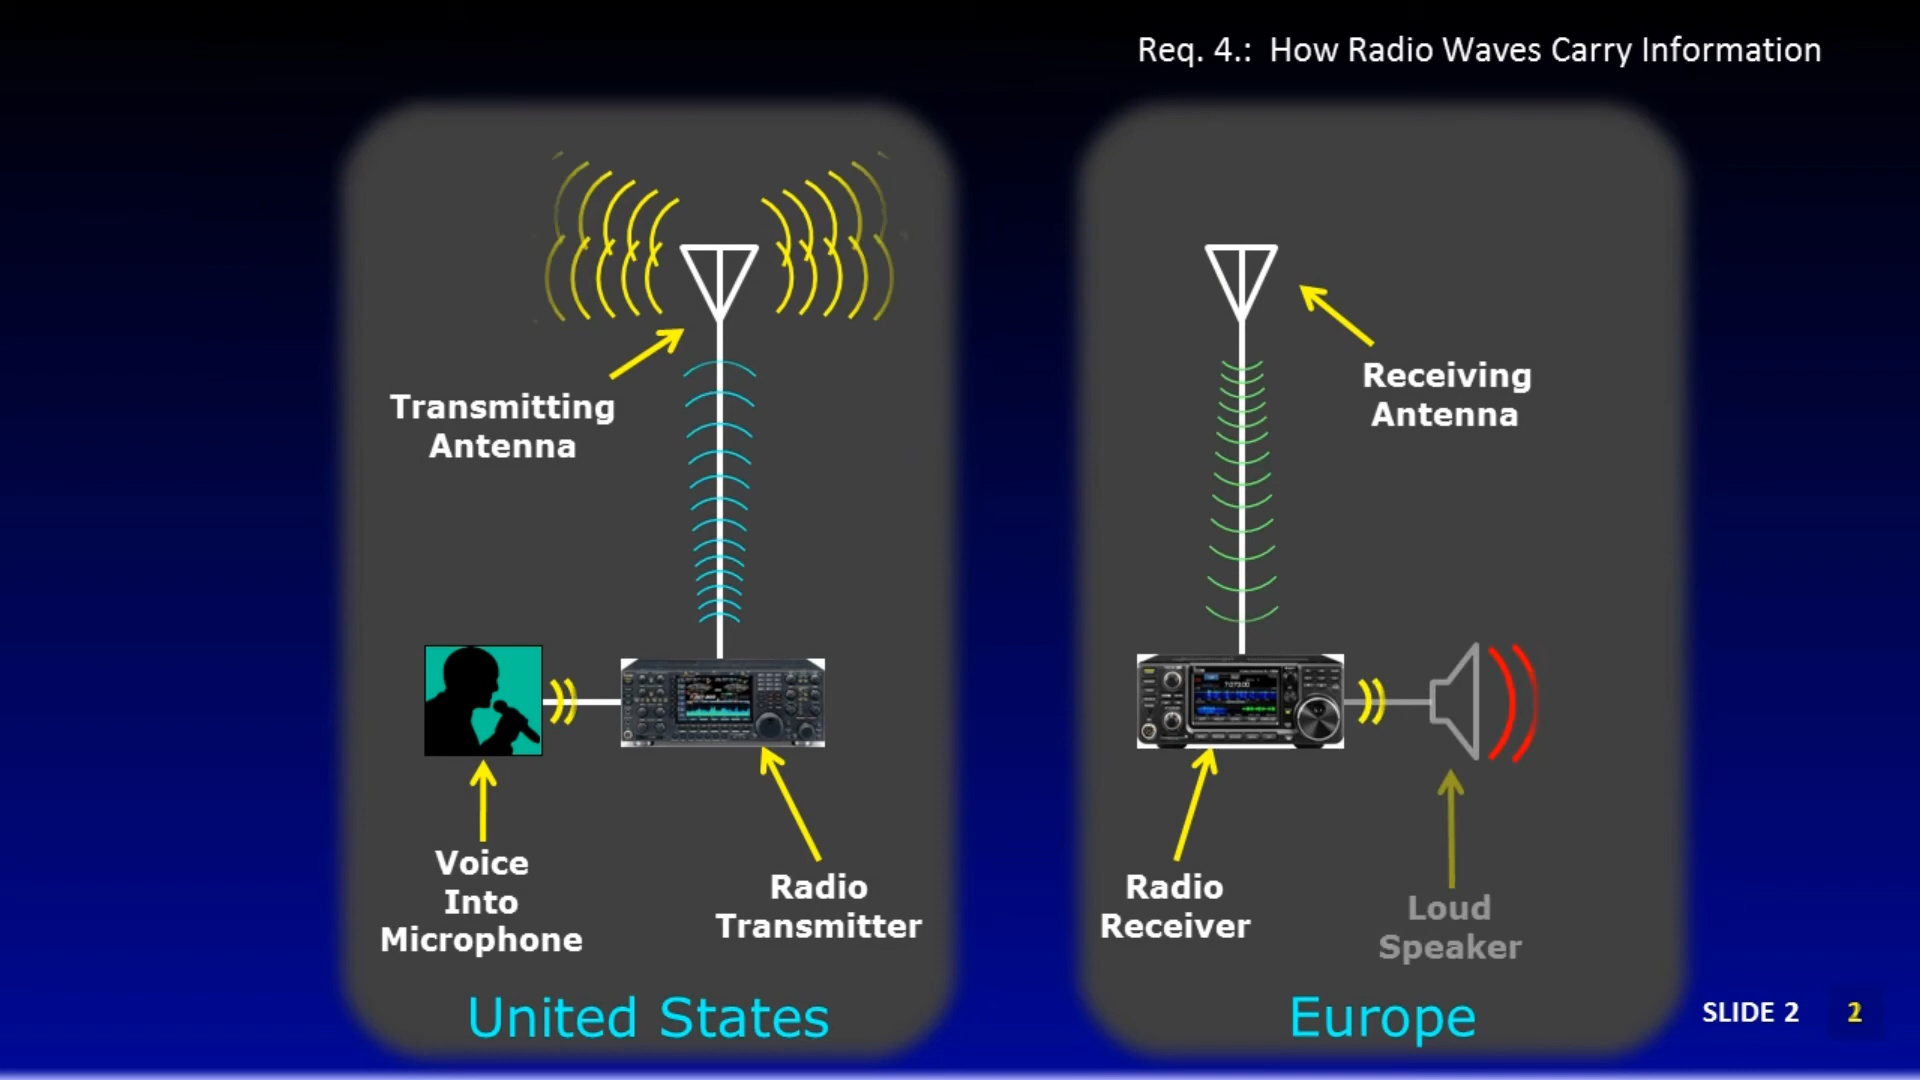 Req. 4.: How Radio Waves Carry Information
Transmitting
Antenna
Receiving
Antenna
Voice
Into
Microphone
Radio
Transmitter
Radio
Receiver
Loud
Speaker
United States
Europe
SLIDE 2
2